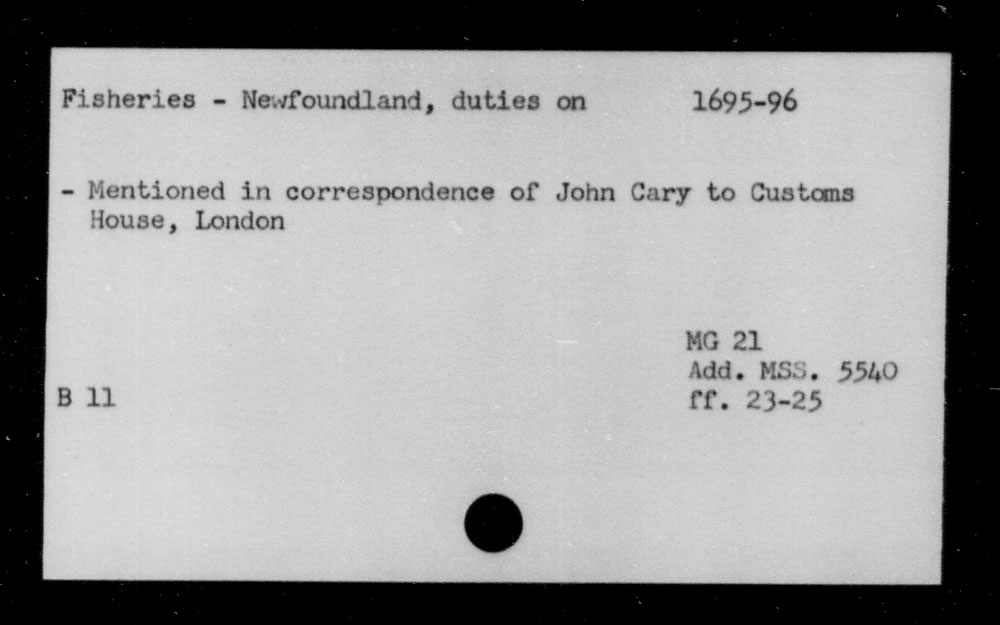 Fisheries - Newfoundland, duties on 1695-96
- Mentioned in correspondence of John Cary to Customs
House, London
MG 21
Add. MSS. 5540
B 11
ff. 23-25